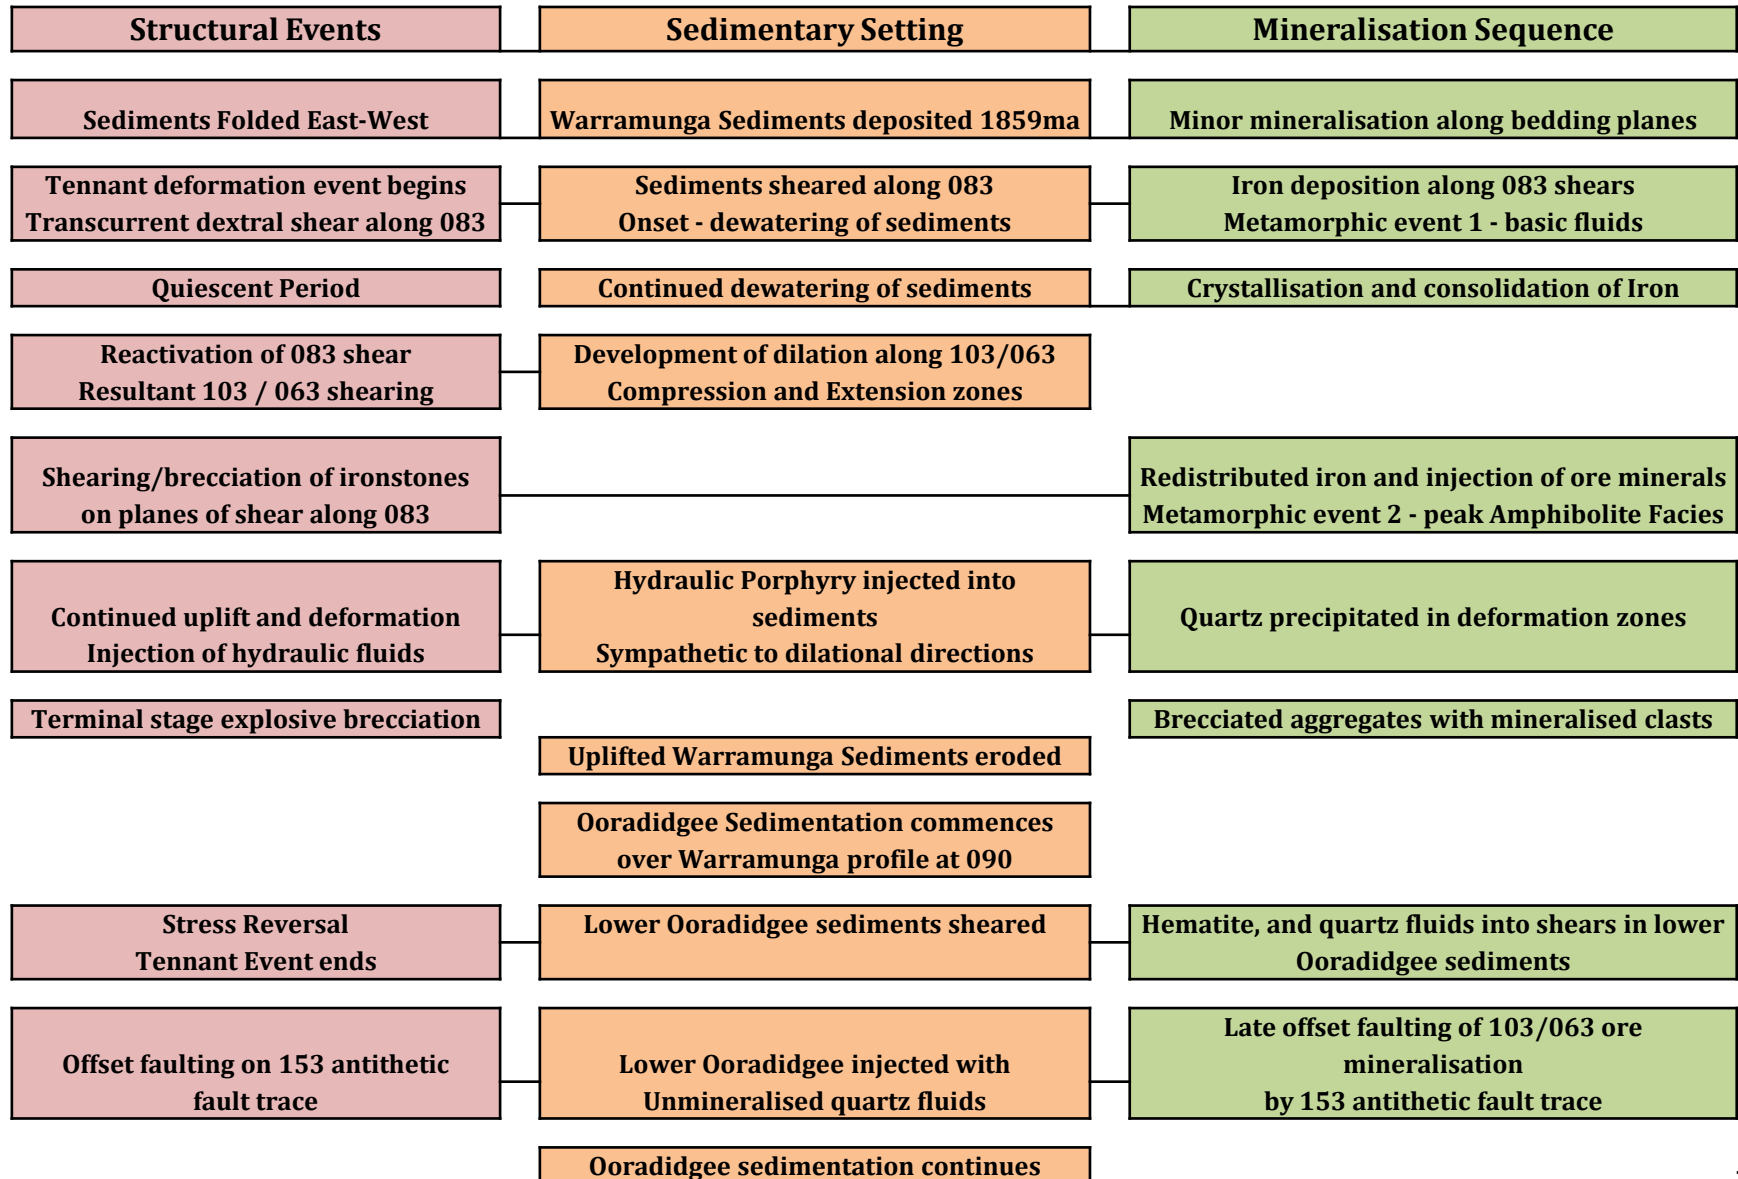 Structural Events
Sedimentary Setting
Mineralisation Sequence
Sediments Folded East-West
Warramunga Sediments deposited 1859ma
Minor mineralisation along bedding planes
Tennant deformation event begins
Transcurrent dextral shear along 083
Sediments sheared along 083
Onset - dewatering of sediments
Iron deposition along 083 shears
Metamorphic event 1 - basic fluids
Quiescent Period
Continued dewatering of sediments
Crystallisation and consolidation of Iron
Reactivation of 083 shear
Resultant 103 / 063 shearing
Development of dilation along 103/063
Compression and Extension zones
Shearing/brecciation of ironstones
on planes of shear along 083
Redistributed iron and injection of ore minerals
Metamorphic event 2 - peak Amphibolite Facies
Continued uplift and deformation
Injection of hydraulic fluids
Hydraulic Porphyry injected into
sediments
Sympathetic to dilational directions
Quartz precipitated in deformation zones
Terminal stage explosive brecciation
Brecciated aggregates with mineralised clasts
Uplifted Warramunga Sediments eroded
Ooradidgee Sedimentation commences
over Warramunga profile at 090
Stress Reversal
Tennant Event ends
Lower Ooradidgee sediments sheared
Hematite, and quartz fluids into shears in lower
Ooradidgee sediments
Offset faulting on 153 antithetic
fault trace
Lower Ooradidgee injected with
Unmineralised quartz fluids
Late offset faulting of 103/063 ore
mineralisation
by 153 antithetic fault trace
Ooradidgee sedimentation continues